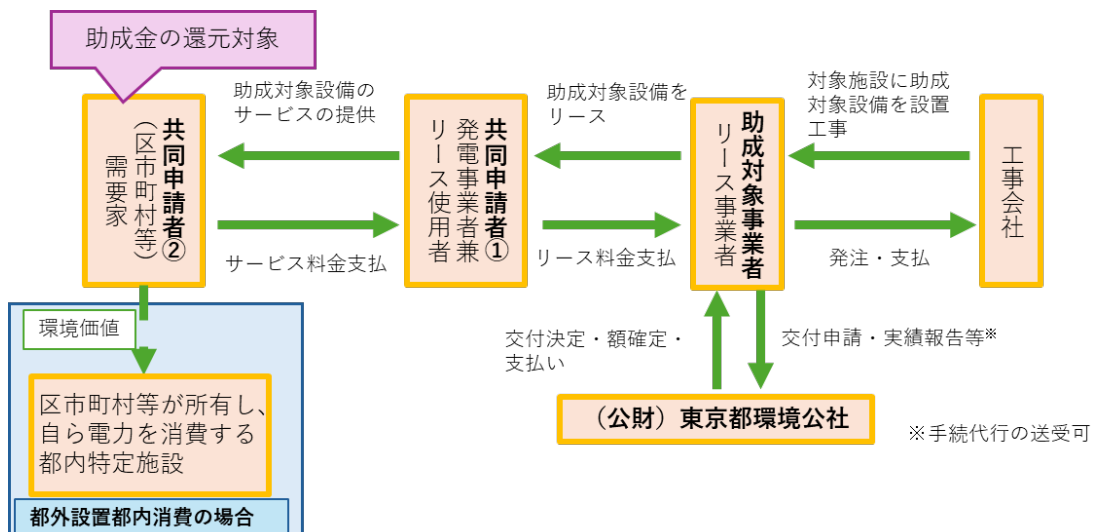 助成金の還元対象
助成対象設備の
サービスの提供
助成対象設備を
リース
対象施設に助成
対象設備を設置
工事
共同申請者②
（区市町村等）
需要家
共同申請者①
発電事業者兼
リース使用者
助成対象事業者
リース事業者
工事会社
サービス料金支払
リース料金支払
発注・支払
環境価値
交付決定・額確定・
支払い
交付申請・実績報告等※
区市町村等が所有し、
自ら電力を消費する
都内特定施設
（公財）東京都環境公社
※手続代行の送受可
都外設置都内消費の場合